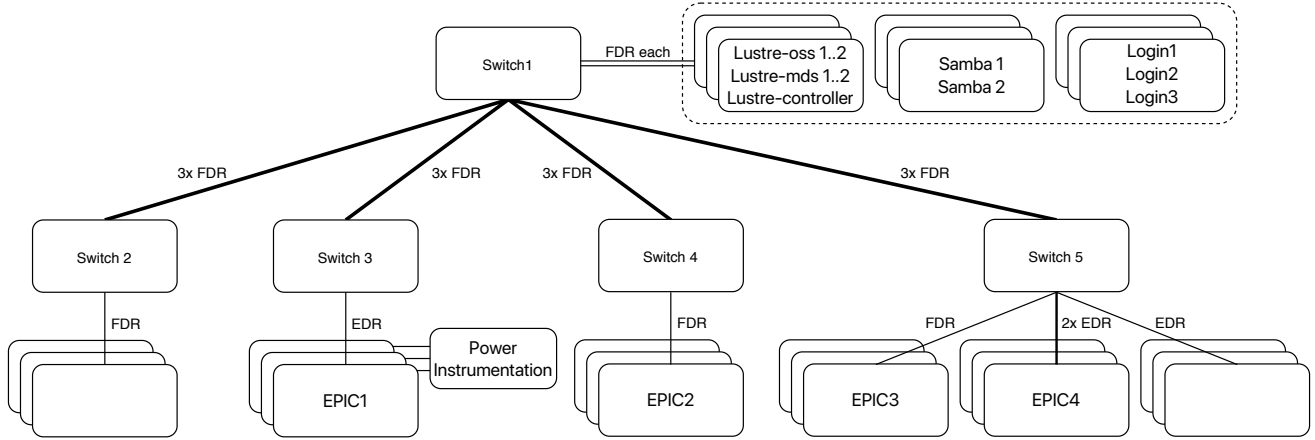 Switch1
FDR each
Lustre-oss 1..2
Lustre-mds 1..2
Lustre-controller
Samba 1
Samba 2
Login1
Login2
Login3
3x FDR
3x FDR
3x FDR
3x FDR
Switch 2
Switch 3
Switch 4
Switch 5
FDR
EDR
FDR
FDR
2x EDR
EDR
Power
Instrumentation
EPIC1
EPIC2
EPIC3
EPIC4